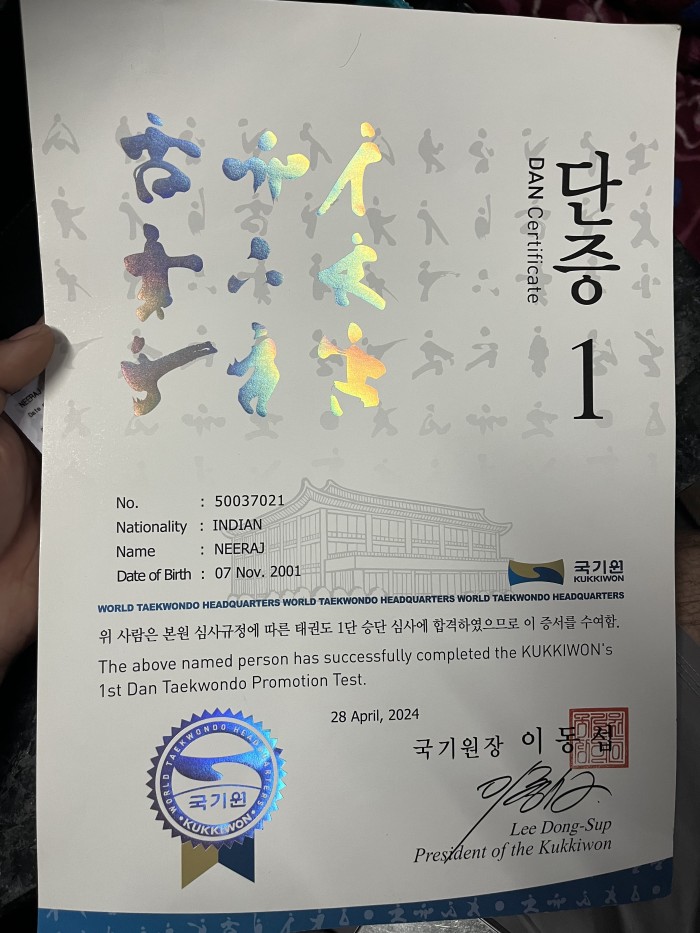 단증 1
DAN Certificate
No. : 50037021
Nationality : INDIAN
Name : NEERAJ
Date of Birth : 07 Nov. 2001
국기원
KUKKIWON
WORLD TAEKWONDO HEADQUARTERS WORLD TAEKWONDO HEADQUARTERS WORLD TAEKWONDO HEADQUARTERS
위 사람은 본원 심사규정에 따른 태권도 1단 승단 심사에 합격하였으므로 이 증서를 수여함.
The above named person has successfully completed the KUKKIWON's
1st Dan Taekwondo Promotion Test.
28 April, 2024
국기원장 이동섭
Lee Dong-Sup
President of the Kukkiwon
WORLD TAEKWONDO HEADQUARTERS
국기원
KUKKIWON
NEERAJ